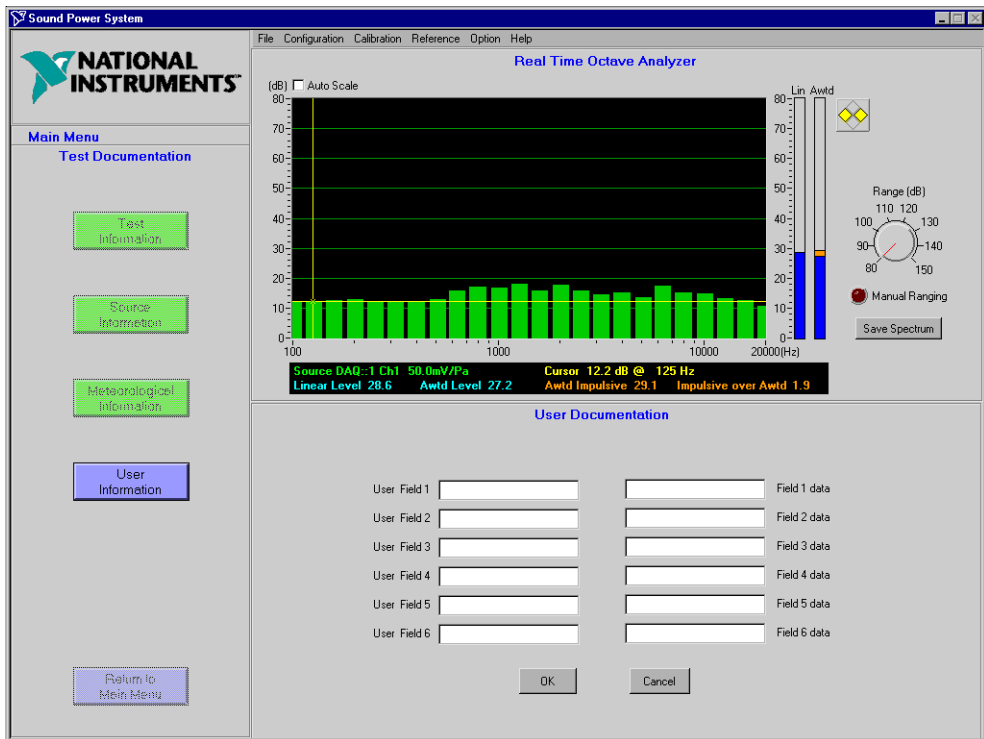 Sound Power System
NATIONAL
INSTRUMENTS™
Main Menu
Test Documentation
Test
Information
Source
Information
Meteorological
Information
User
Information
Return to
Main Menu
File Configuration Calibration Reference Option Help
Real Time Octave Analyzer
(dB) Auto Scale
80
70
60
50
40
30
20
10
0
100 1000 10000 20000(Hz)
80
70
60
50
40
30
20
10
0
Lin Awtd
Range (dB)
110 120
100 130
90 140
80 150
Manual Ranging
Save Spectrum
Source DAQ::1 Ch1 50.0mV/Pa Cursor 12.2 dB @ 125 Hz
Linear Level 28.6 Awtd Level 27.2 Awtd Impulsive 29.1 Impulsive over Awtd 1.9
User Documentation
User Field 1 Field 1 data
User Field 2 Field 2 data
User Field 3 Field 3 data
User Field 4 Field 4 data
User Field 5 Field 5 data
User Field 6 Field 6 data
OK Cancel